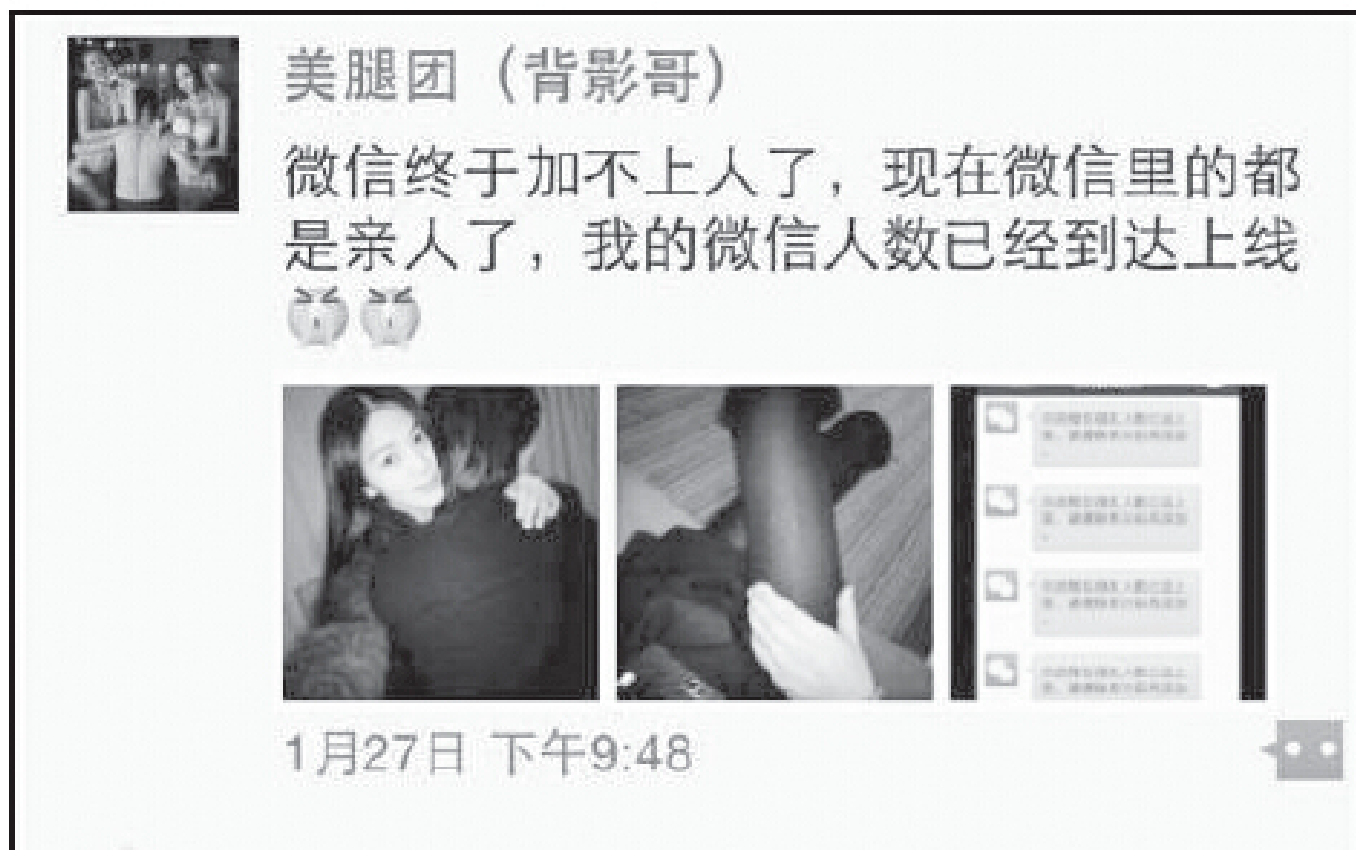 美腿团（背影哥）
微信终于加不上人了，现在微信里的都
是亲人了，我的微信人数已经到达上线
1月27日 下午9:48